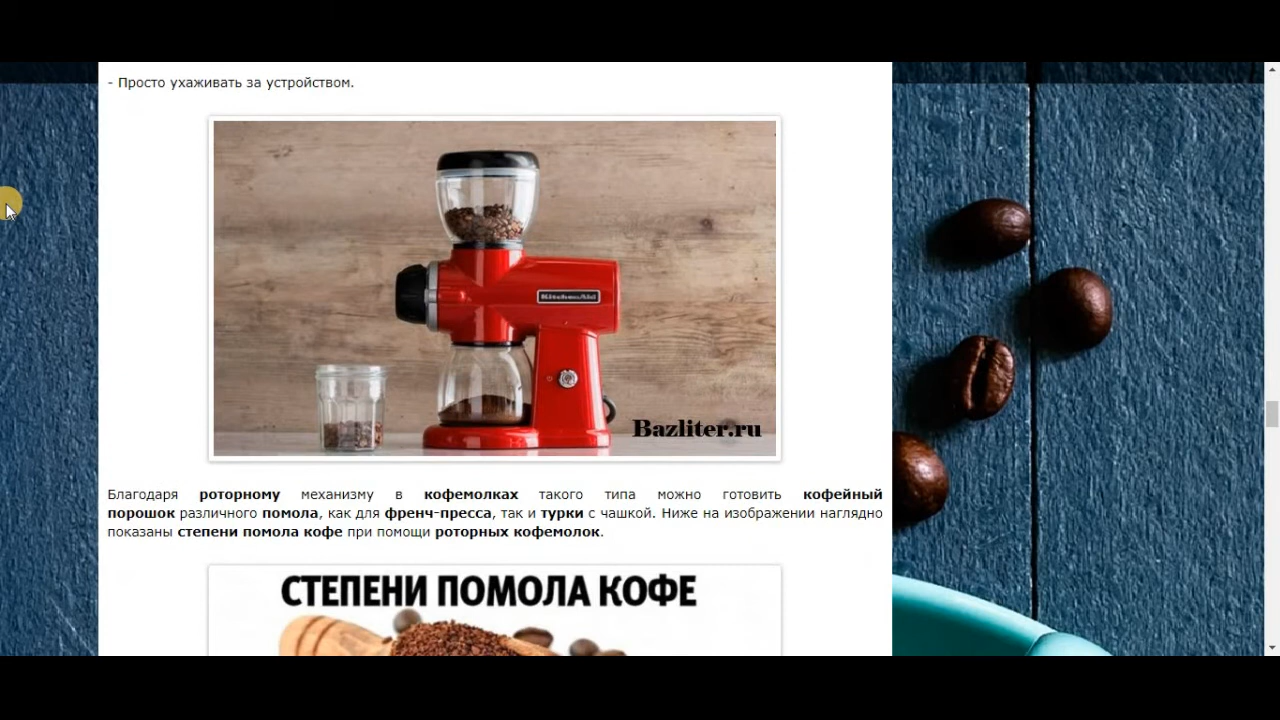 - Просто ухаживать за устройством.
KitchenAid
Bazliter.ru
Благодаря роторному механизму в кофемолках такого типа можно готовить кофейный
порошок различного помола, как для френч-пресса, так и турки с чашкой. Ниже на изображении наглядно
показаны степени помола кофе при помощи роторных кофемолок.
СТЕПЕНИ ПОМОЛА КОФЕ